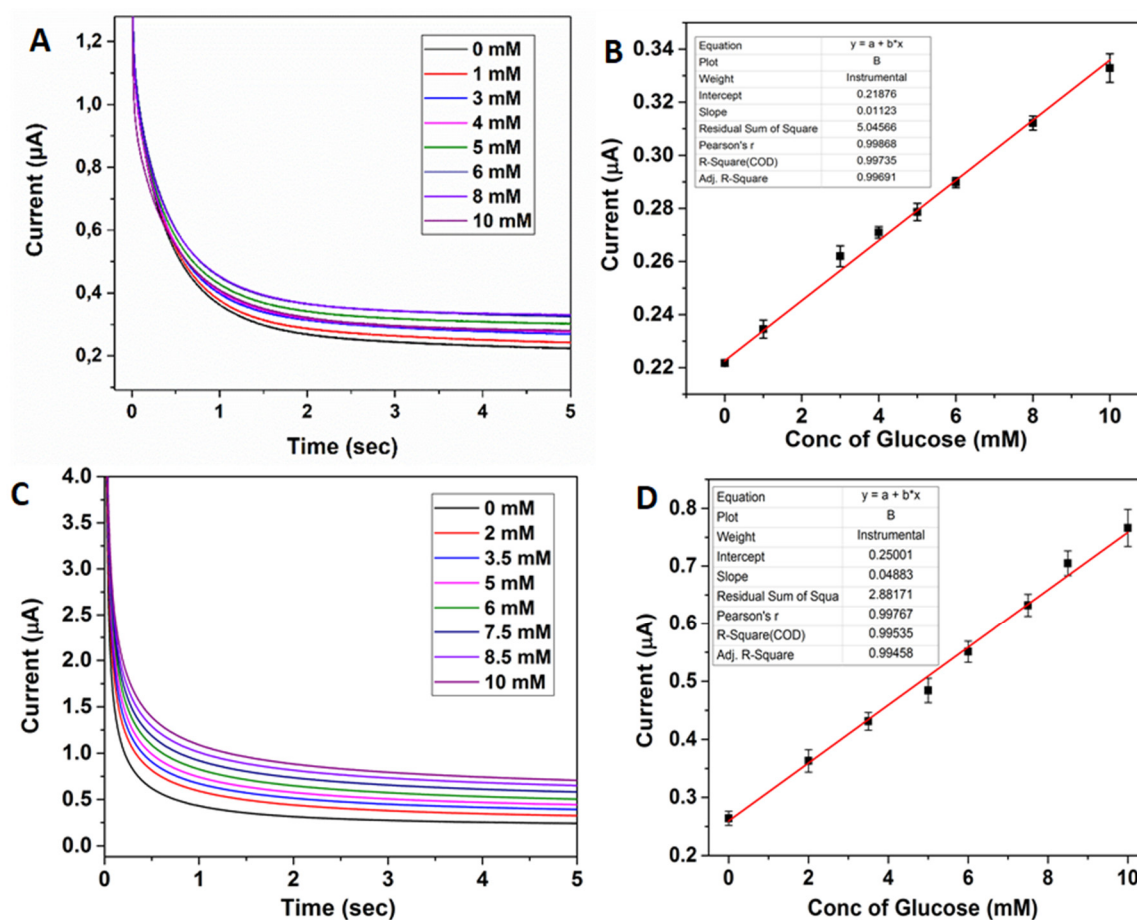 A
Current (µA)
1,2
1,0
0,8
0,6
0,4
0,2
0 mM
1 mM
3 mM
4 mM
5 mM
6 mM
8 mM
10 mM
0 1 2 3 4 5
Time (sec)
B
Current (µA)
0.34
0.32
0.30
0.28
0.26
0.24
0.22
Equation y = a + b*x
Plot B
Weight Instrumental
Intercept 0.21876
Slope 0.01123
Residual Sum of Square 5.04566
Pearson's r 0.99868
R-Square(COD) 0.99735
Adj. R-Square 0.99691
0 2 4 6 8 10
Conc of Glucose (mM)
C
Current (µA)
4.0
3.5
3.0
2.5
2.0
1.5
1.0
0.5
0.0
0 mM
2 mM
3.5 mM
5 mM
6 mM
7.5 mM
8.5 mM
10 mM
0 1 2 3 4 5
Time (sec)
D
Current (µA)
0.8
0.7
0.6
0.5
0.4
0.3
0.2
Equation y = a + b*x
Plot B
Weight Instrumental
Intercept 0.25001
Slope 0.04883
Residual Sum of Squa 2.88171
Pearson's r 0.99767
R-Square(COD) 0.99535
Adj. R-Square 0.99458
0 2 4 6 8 10
Conc of Glucose (mM)